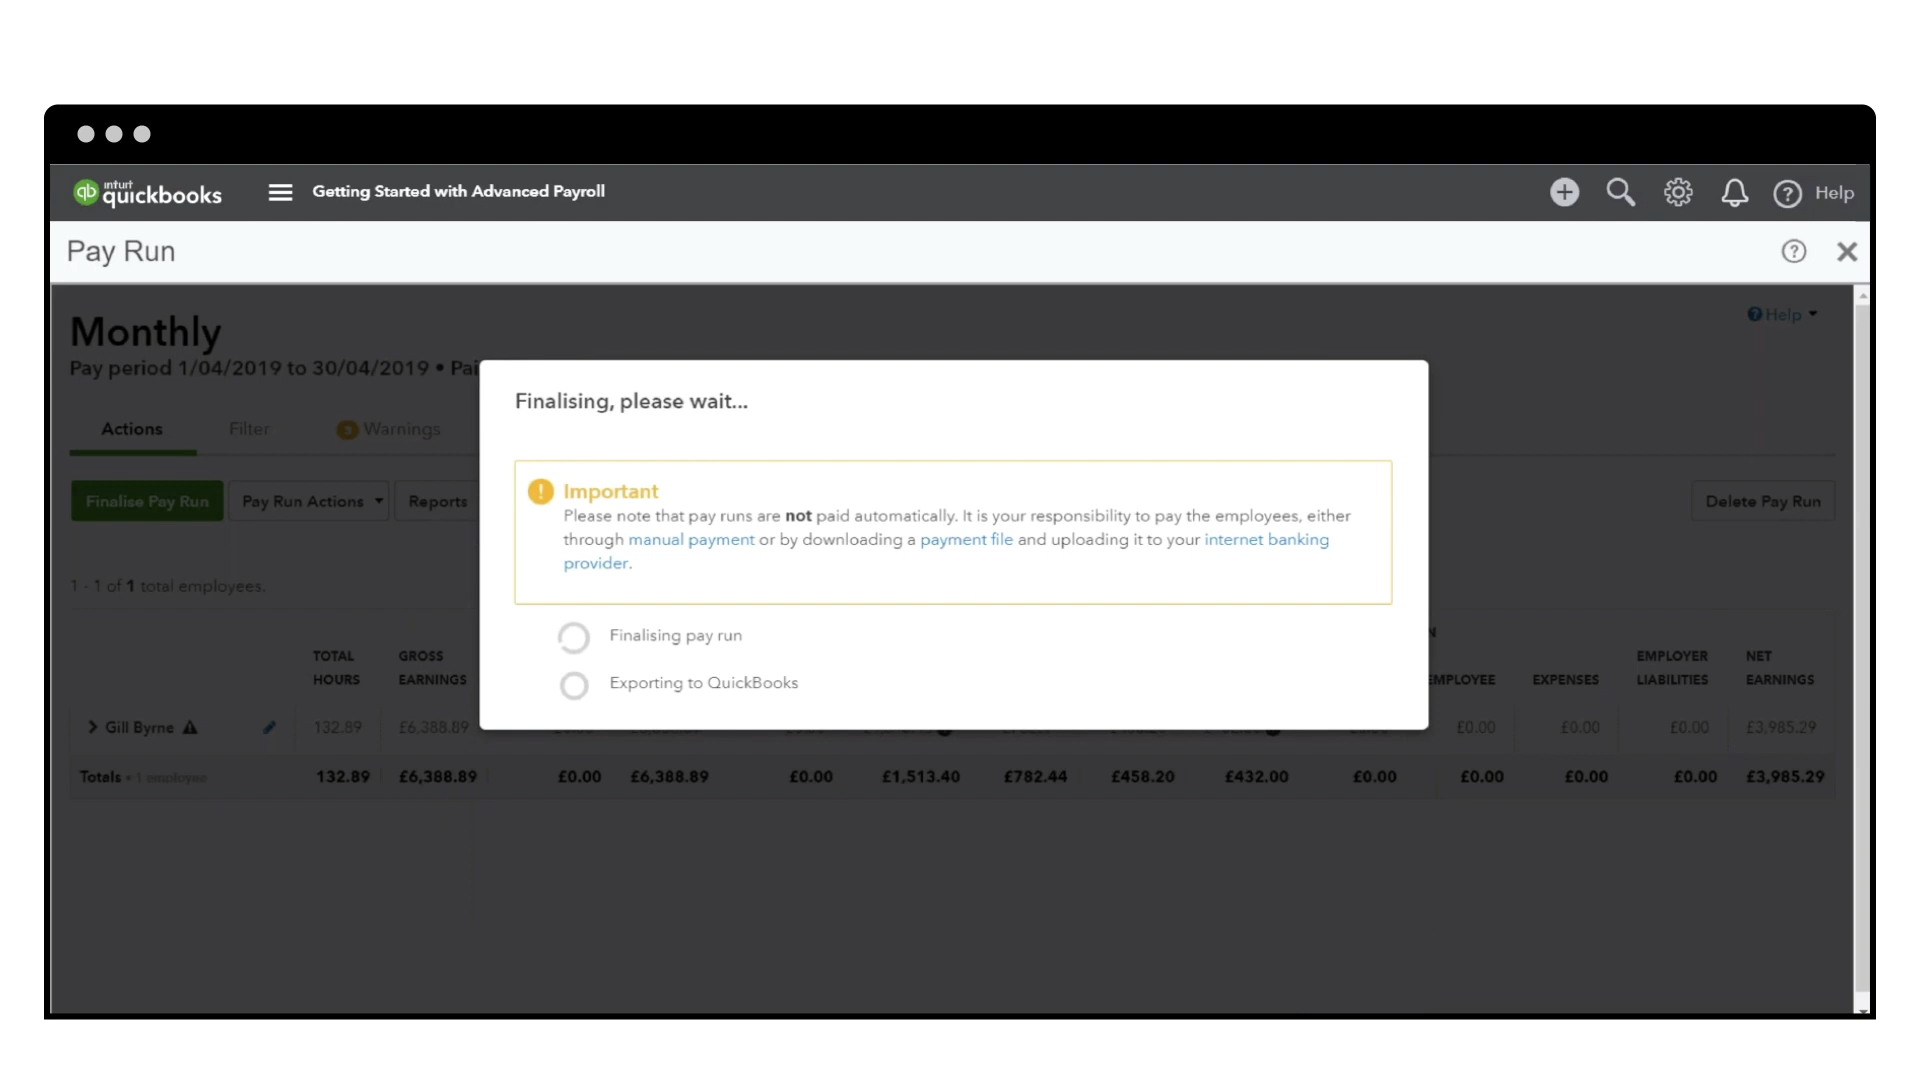 intuit
quickbooks
Getting Started with Advanced Payroll
Help
Pay Run
Monthly
Help
Pay period 1/04/2019 to 30/04/2019 •
Finalising, please wait...
Actions
Filter
Warnings
Important
Please note that pay runs are not paid automatically. It is your responsibility to pay the employees, either
through manual payment or by downloading a payment file and uploading it to your internet banking
provider.
Finalise Pay Run
Pay Run Actions
Reports
Delete Pay Run
1 - 1 of 1 total employees.
Finalising pay run
Exporting to QuickBooks
TOTAL HOURS
GROSS EARNINGS
EMPLOYEE
EXPENSES
EMPLOYER LIABILITIES
NET EARNINGS
Gill Byrne 132.89 £6,388.89 £0.00 £0.00 £0.00 £3,985.29
Totals • 1 employee 132.89 £6,388.89 £0.00 £6,388.89 £0.00 £1,513.40 £782.44 £458.20 £432.00 £0.00 £0.00 £0.00 £0.00 £3,985.29